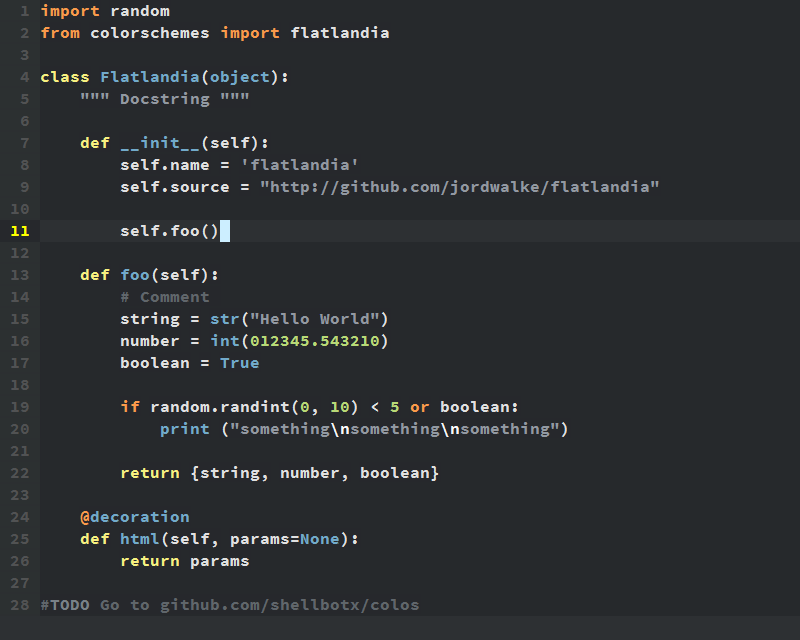 1 import random
2 from colorschemes import flatlandia
3
4 class Flatlandia(object):
5     """ Docstring """
6
7     def __init__(self):
8         self.name = 'flatlandia'
9         self.source = "http://github.com/jordwalke/flatlandia"
10
11         self.foo()
12
13     def foo(self):
14         # Comment
15         string = str("Hello World")
16         number = int(012345.543210)
17         boolean = True
18
19         if random.randint(0, 10) < 5 or boolean:
20             print ("something\nsomething\nsomething")
21
22         return {string, number, boolean}
23
24     @decoration
25     def html(self, params=None):
26         return params
27
28 #TODO Go to github.com/shellbotx/colos